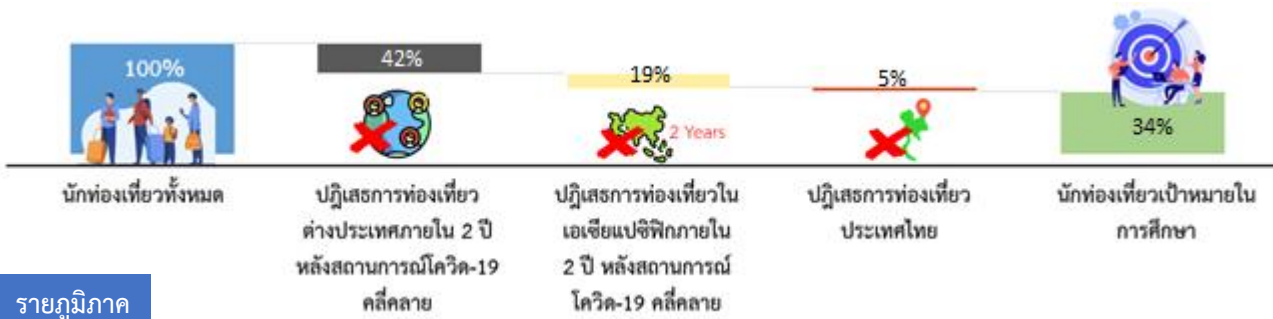 100%
42%
19%
5%
34%
2 Years
นักท่องเที่ยวทั้งหมด
ปฏิเสธการท่องเที่ยว
ต่างประเทศภายใน 2 ปี
หลังสถานการณ์โควิด-19
คลี่คลาย
ปฏิเสธการท่องเที่ยวใน
เอเชียแปซิฟิกภายใน
2 ปี หลังสถานการณ์
โควิด-19 คลี่คลาย
ปฏิเสธการท่องเที่ยว
ประเทศไทย
นักท่องเที่ยวเป้าหมายใน
การศึกษา
รายภูมิภาค